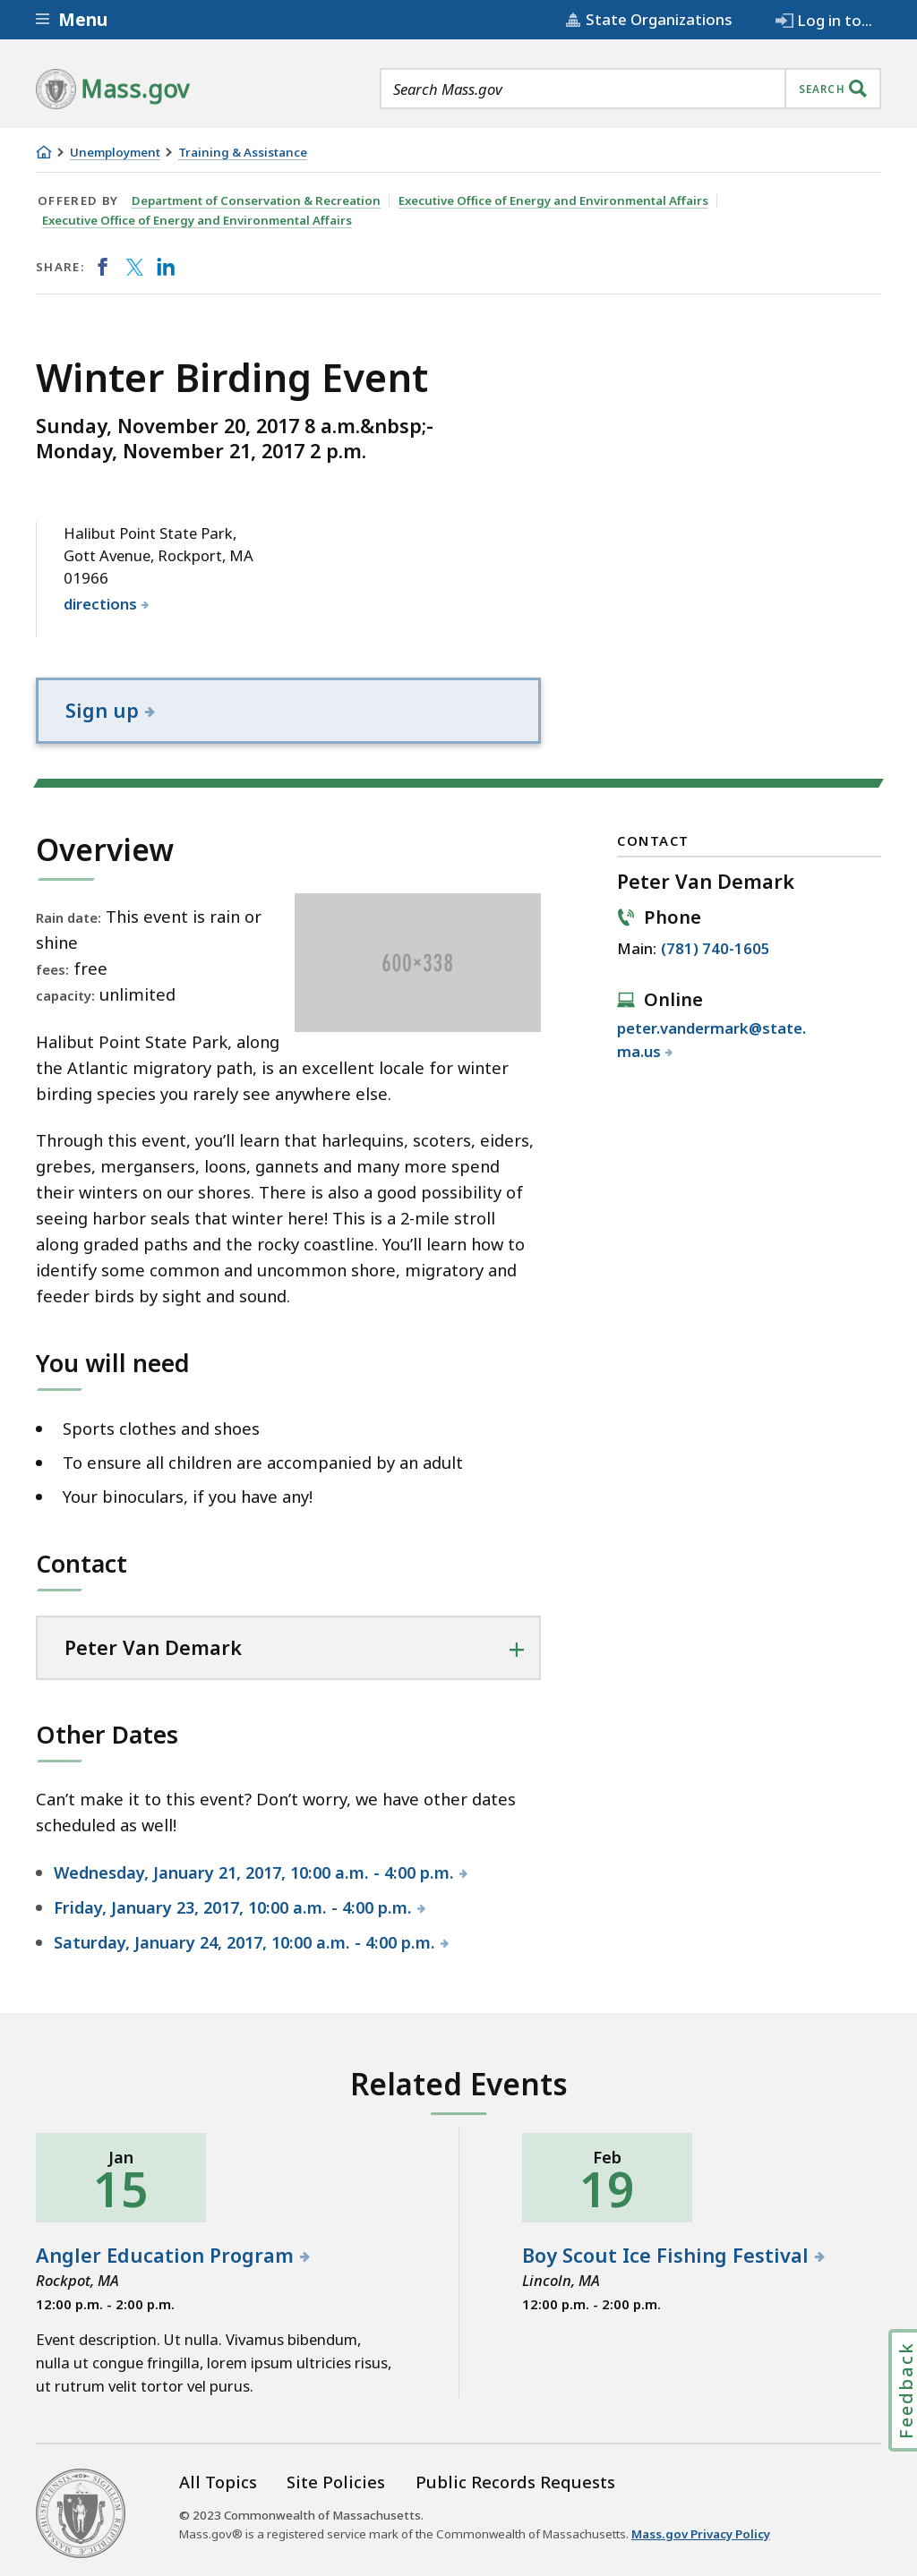 Menu
State Organizations
Log in to...
Mass.gov
Search Mass.gov
SEARCH
Unemployment
Training & Assistance
OFFERED BY Department of Conservation & Recreation Executive Office of Energy and Environmental Affairs
Executive Office of Energy and Environmental Affairs
SHARE:
Winter Birding Event
Sunday, November 20, 2017 8 a.m.&nbsp;-
Monday, November 21, 2017 2 p.m.
Halibut Point State Park,
Gott Avenue, Rockport, MA
01966
directions
Sign up
Overview
Rain date: This event is rain or
shine
fees: free
capacity: unlimited
600×338
Halibut Point State Park, along
the Atlantic migratory path, is an excellent locale for winter
birding species you rarely see anywhere else.
Through this event, you’ll learn that harlequins, scoters, eiders,
grebes, mergansers, loons, gannets and many more spend
their winters on our shores. There is also a good possibility of
seeing harbor seals that winter here! This is a 2-mile stroll
along graded paths and the rocky coastline. You’ll learn how to
identify some common and uncommon shore, migratory and
feeder birds by sight and sound.
You will need
Sports clothes and shoes
To ensure all children are accompanied by an adult
Your binoculars, if you have any!
Contact
Peter Van Demark
Other Dates
Can’t make it to this event? Don’t worry, we have other dates
scheduled as well!
Wednesday, January 21, 2017, 10:00 a.m. - 4:00 p.m.
Friday, January 23, 2017, 10:00 a.m. - 4:00 p.m.
Saturday, January 24, 2017, 10:00 a.m. - 4:00 p.m.
CONTACT
Peter Van Demark
Phone
Main: (781) 740-1605
Online
peter.vandermark@state.
ma.us
Related Events
Jan
15
Angler Education Program
Rockpot, MA
12:00 p.m. - 2:00 p.m.
Event description. Ut nulla. Vivamus bibendum,
nulla ut congue fringilla, lorem ipsum ultricies risus,
ut rutrum velit tortor vel purus.
Feb
19
Boy Scout Ice Fishing Festival
Lincoln, MA
12:00 p.m. - 2:00 p.m.
Feedback
All Topics
Site Policies
Public Records Requests
© 2023 Commonwealth of Massachusetts.
Mass.gov® is a registered service mark of the Commonwealth of Massachusetts. Mass.gov Privacy Policy